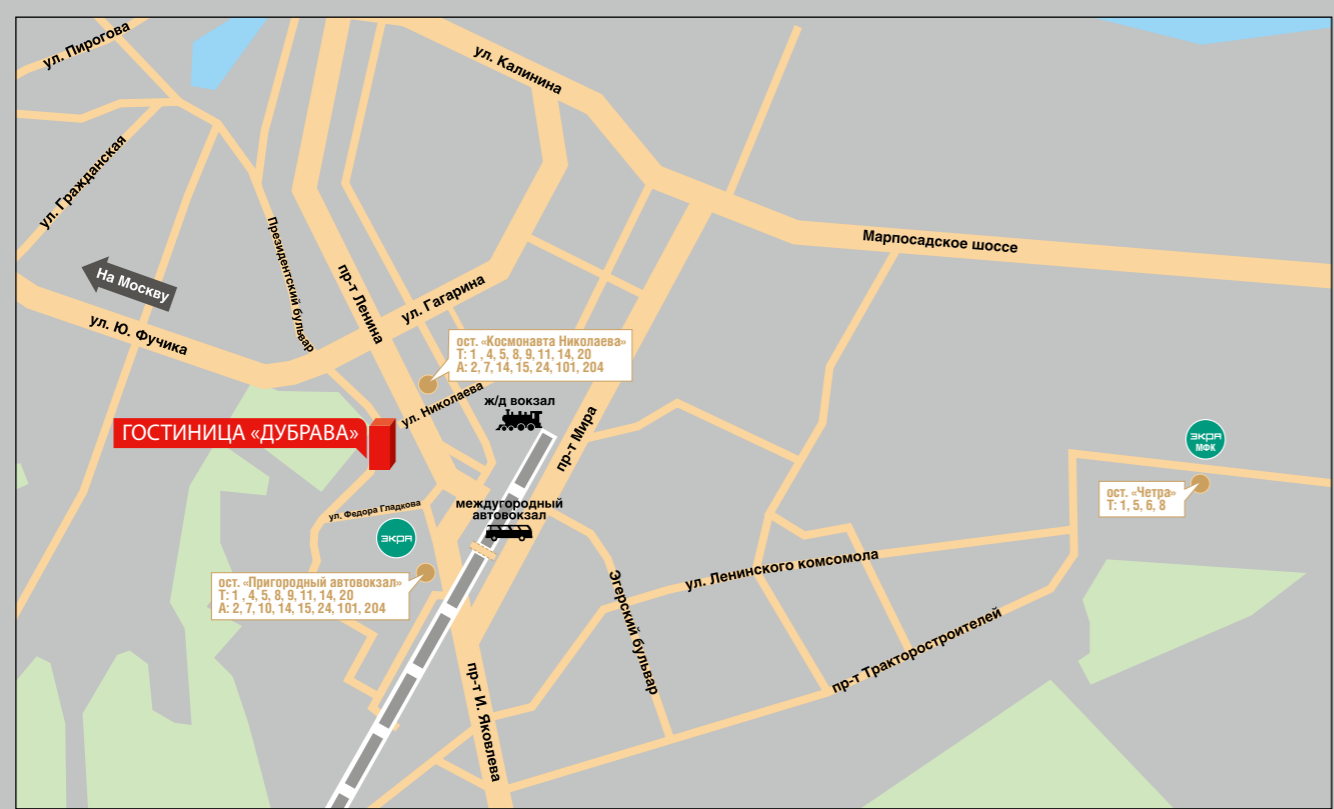 ул. Пирогова
ул. Калинина
ул. Гражданская
Президентский бульвар
пр-т Ленина
Марпосадское шоссе
На Москву
ул. Ю. Фучика
ул. Гагарина
ост. «Космонавта Николаева»
Т: 1 , 4, 5, 8, 9, 11, 14, 20
А: 2, 7, 14, 15, 24, 101, 204
ул. Николаева
ж/д вокзал
пр-т Мира
ГОСТИНИЦА «ДУБРАВА»
ЭКРА
МФК
ост. «Четра»
Т: 1, 5, 6, 8
ул. Федора Гладкова
междугородный
автовокзал
ЭКРА
ост. «Пригородный автовокзал»
Т: 1 , 4, 5, 8, 9, 11, 14, 20
А: 2, 7, 10, 14, 15, 24, 101, 204
Эгерский бульвар
ул. Ленинского комсомола
пр-т Тракторостроителей
пр-т И. Яковлева